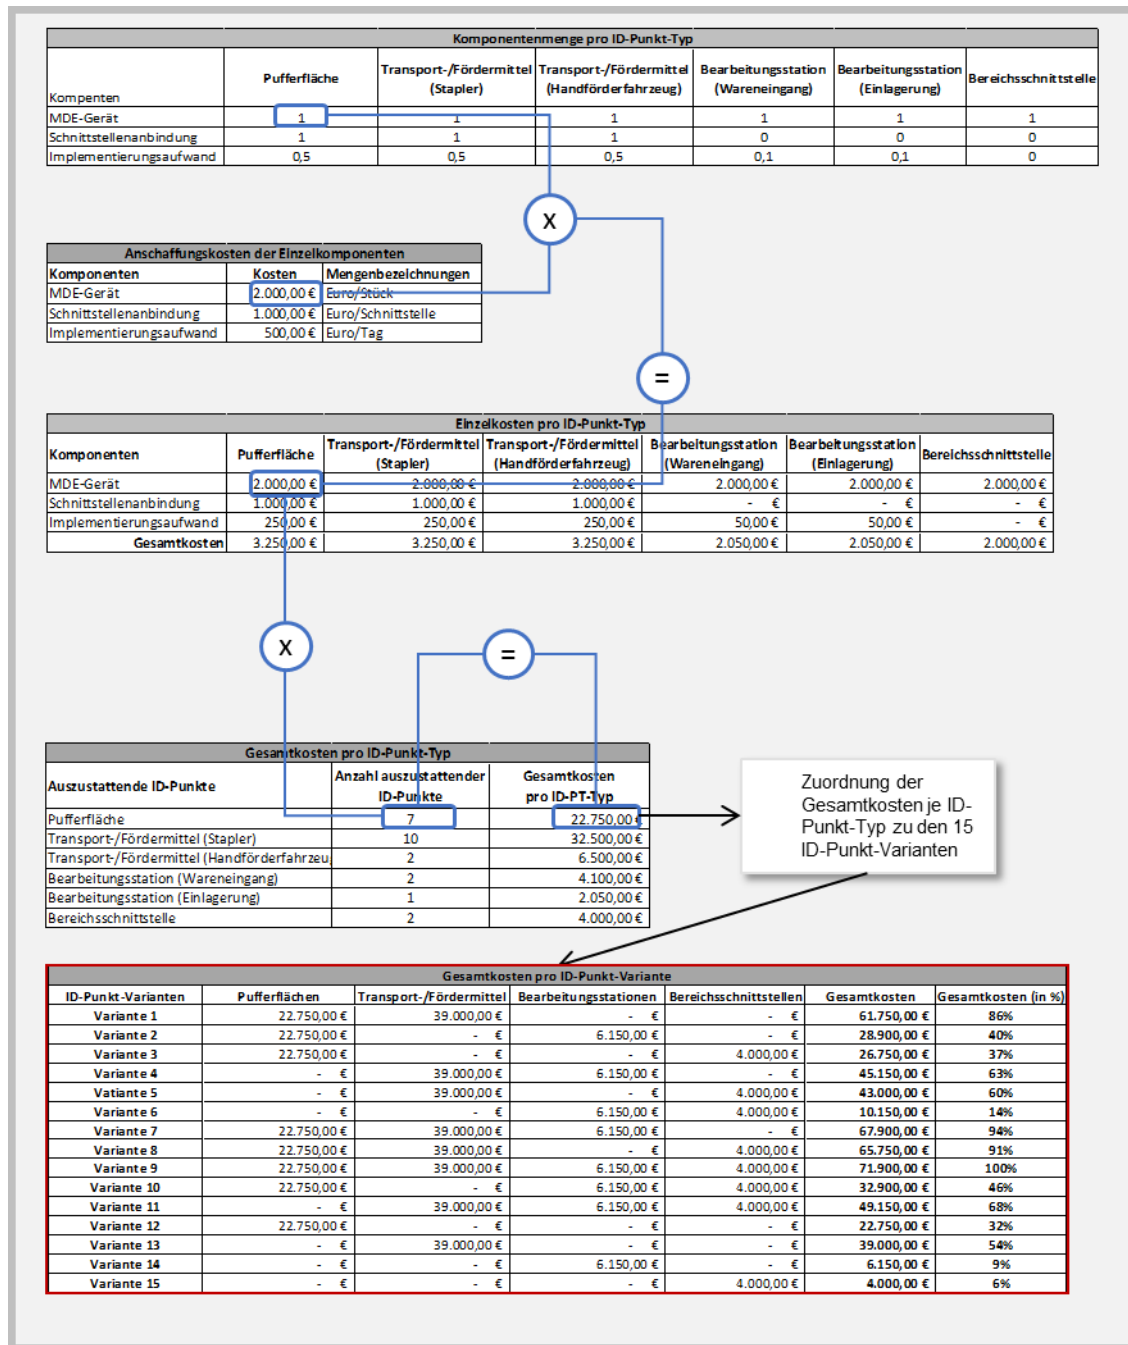 Komponentenmenge pro ID-Punkt-Typ
Kompenten Pufferfläche Transport-/Fördermittel (Stapler) Transport-/Fördermittel (Handförderfahrzeug) Bearbeitungsstation (Wareneingang) Bearbeitungsstation (Einlagerung) Bereichsschnittstelle
MDE-Gerät 1 1 1 1 1 1
Schnittstellenanbindung 1 1 1 0 0 0
Implementierungsaufwand 0,5 0,5 0,5 0,1 0,1 0
X
Anschaffungskosten der Einzelkomponenten
Komponenten Kosten Mengenbezeichnungen
MDE-Gerät 2.000,00 € Euro/Stück
Schnittstellenanbindung 1.000,00 € Euro/Schnittstelle
Implementierungsaufwand 500,00 € Euro/Tag
=
Einzelkosten pro ID-Punkt-Typ
Komponenten Pufferfläche Transport-/Fördermittel (Stapler) Transport-/Fördermittel (Handförderfahrzeug) Bearbeitungsstation (Wareneingang) Bearbeitungsstation (Einlagerung) Bereichsschnittstelle
MDE-Gerät 2.000,00 € 2.000,00 € 2.000,00 € 2.000,00 € 2.000,00 € 2.000,00 €
Schnittstellenanbindung 1.000,00 € 1.000,00 € 1.000,00 € - € - € - €
Implementierungsaufwand 250,00 € 250,00 € 250,00 € 50,00 € 50,00 € - €
Gesamtkosten 3.250,00 € 3.250,00 € 3.250,00 € 2.050,00 € 2.050,00 € 2.000,00 €
X
=
Gesamtkosten pro ID-Punkt-Typ
Auszustattende ID-Punkte Anzahl auszustattender ID-Punkte Gesamtkosten pro ID-PT-Typ
Pufferfläche 7 22.750,00 €
Transport-/Fördermittel (Stapler) 10 32.500,00 €
Transport-/Fördermittel (Handförderfahrzeu 2 6.500,00 €
Bearbeitungsstation (Wareneingang) 2 4.100,00 €
Bearbeitungsstation (Einlagerung) 1 2.050,00 €
Bereichsschnittstelle 2 4.000,00 €
Zuordnung der
Gesamtkosten je ID-
Punkt-Typ zu den 15
ID-Punkt-Varianten
Gesamtkosten pro ID-Punkt-Variante
ID-Punkt-Varianten Pufferflächen Transport-/Fördermittel Bearbeitungsstationen Bereichsschnittstellen Gesamtkosten Gesamtkosten (in %)
Variante 1 22.750,00 € 39.000,00 € - € - € 61.750,00 € 86%
Variante 2 22.750,00 € - € 6.150,00 € - € 28.900,00 € 40%
Variante 3 22.750,00 € - € - € 4.000,00 € 26.750,00 € 37%
Variante 4 - € 39.000,00 € 6.150,00 € - € 45.150,00 € 63%
Vatiante 5 - € 39.000,00 € - € 4.000,00 € 43.000,00 € 60%
Variante 6 - € - € 6.150,00 € 4.000,00 € 10.150,00 € 14%
Variante 7 22.750,00 € 39.000,00 € 6.150,00 € - € 67.900,00 € 94%
Variante 8 22.750,00 € 39.000,00 € - € 4.000,00 € 65.750,00 € 91%
Variante 9 22.750,00 € 39.000,00 € 6.150,00 € 4.000,00 € 71.900,00 € 100%
Variante 10 22.750,00 € - € 6.150,00 € 4.000,00 € 32.900,00 € 46%
Variante 11 - € 39.000,00 € 6.150,00 € 4.000,00 € 49.150,00 € 68%
Variante 12 22.750,00 € - € - € - € 22.750,00 € 32%
Variante 13 - € 39.000,00 € - € - € 39.000,00 € 54%
Variante 14 - € - € 6.150,00 € - € 6.150,00 € 9%
Variante 15 - € - € - € 4.000,00 € 4.000,00 € 6%